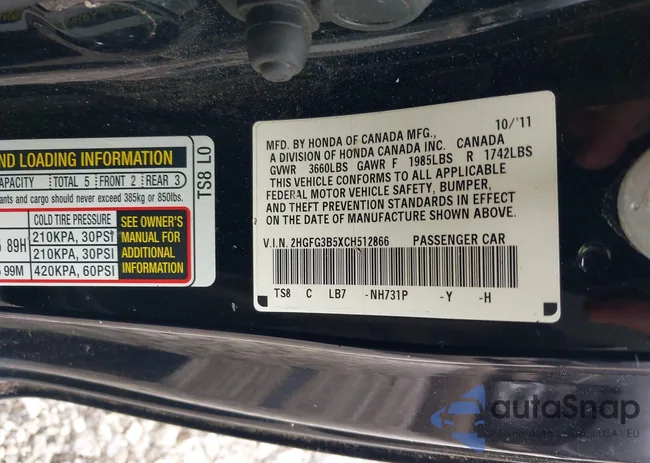 ND LOADING INFORMATION
APACITY TOTAL 5 FRONT 2 REAR 3
ants and cargo should never exceed 385kg or 850lbs.
COLD TIRE PRESSURE
89H 210KPA, 30PSI
210KPA, 30PSI
99M 420KPA, 60PSI
SEE OWNER'S
MANUAL FOR
ADDITIONAL
INFORMATION
TS8 L0
10/'11
MFD. BY HONDA OF CANADA MFG.,
A DIVISION OF HONDA CANADA INC. CANADA
GVWR 3660LBS GAWR F 1985LBS R 1742LBS
THIS VEHICLE CONFORMS TO ALL APPLICABLE
FEDERAL MOTOR VEHICLE SAFETY, BUMPER,
AND THEFT PREVENTION STANDARDS IN EFFECT
ON THE DATE OF MANUFACTURE SHOWN ABOVE.
V.I.N. 2HGFG3B5XCH512866 PASSENGER CAR
TS8 C LB7 -NH731P -Y -H
autoSnap